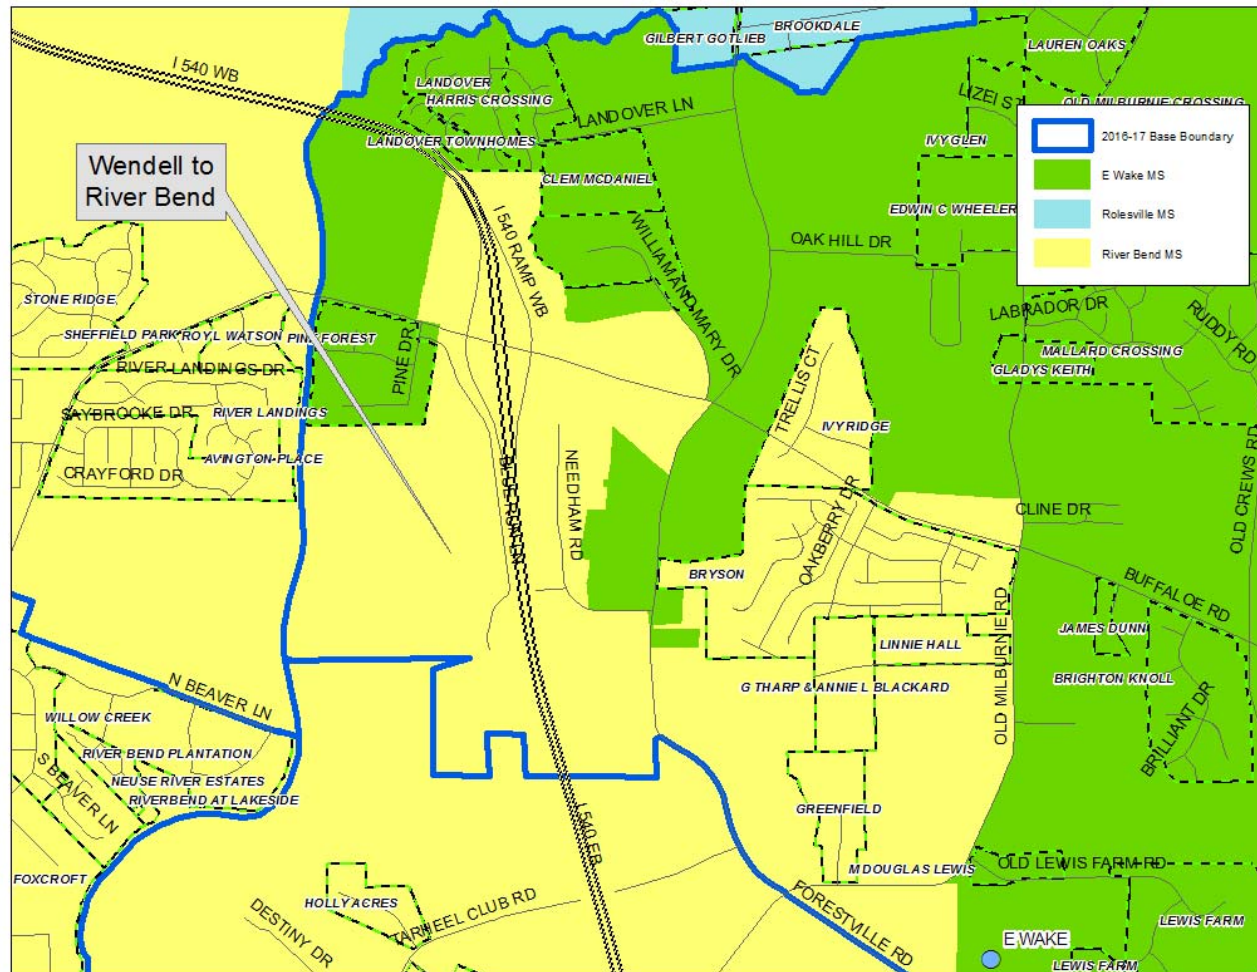 GILBERT GOTLIEB
BROOKDALE
LAUREN OAKS
I 540 WB
LANDOVER
HARRIS CROSSING
LANDOVER LN
LANDOVER TOWNHOMES
LIZEI ST
OLD MILBURNIE CROSSING
2016-17 Base Boundary
E Wake MS
Rolesville MS
River Bend MS
IVY GLEN
Wendell to
River Bend
CLEM MCDANIEL
EDWIN C WHEELER
WILLIAM AND MARY DR
OAK HILL DR
I 540 RAMP WB
STONE RIDGE
SHEFFIELD PARK
ROY L WATSON
PINE FOREST
PINE DR
LABRADOR DR
RUDDY RD
MALLARD CROSSING
GLADYS KEITH
RIVER LANDINGS DR
SAYBROOKE DR
RIVER LANDINGS
TRELLIS CT
IVYRIDGE
AVINGTON PLACE
CRAYFORD DR
NEEDHAM RD
OAKBERRY DR
CLINE DR
OLD CREWS RD
BRYSON
BUFFALOE RD
OLD MILBURNIE RD
JAMES DUNN
LINNIE HALL
BRIGHTON KNOLL
G THARP & ANNIE L BLACKARD
BRILLIANT DR
N BEAVER LN
WILLOW CREEK
RIVER BEND PLANTATION
NEUSE RIVER ESTATES
RIVERBEND AT LAKESIDE
S BEAVER LN
GREENFIELD
I 540 EB
M DOUGLAS LEWIS
OLD LEWIS FARM RD
FOXCROFT
HOLLY ACRES
TARHEEL CLUB RD
DESTINY DR
FORESTVILLE RD
LEWIS FARM
E WAKE
LEWIS FARM